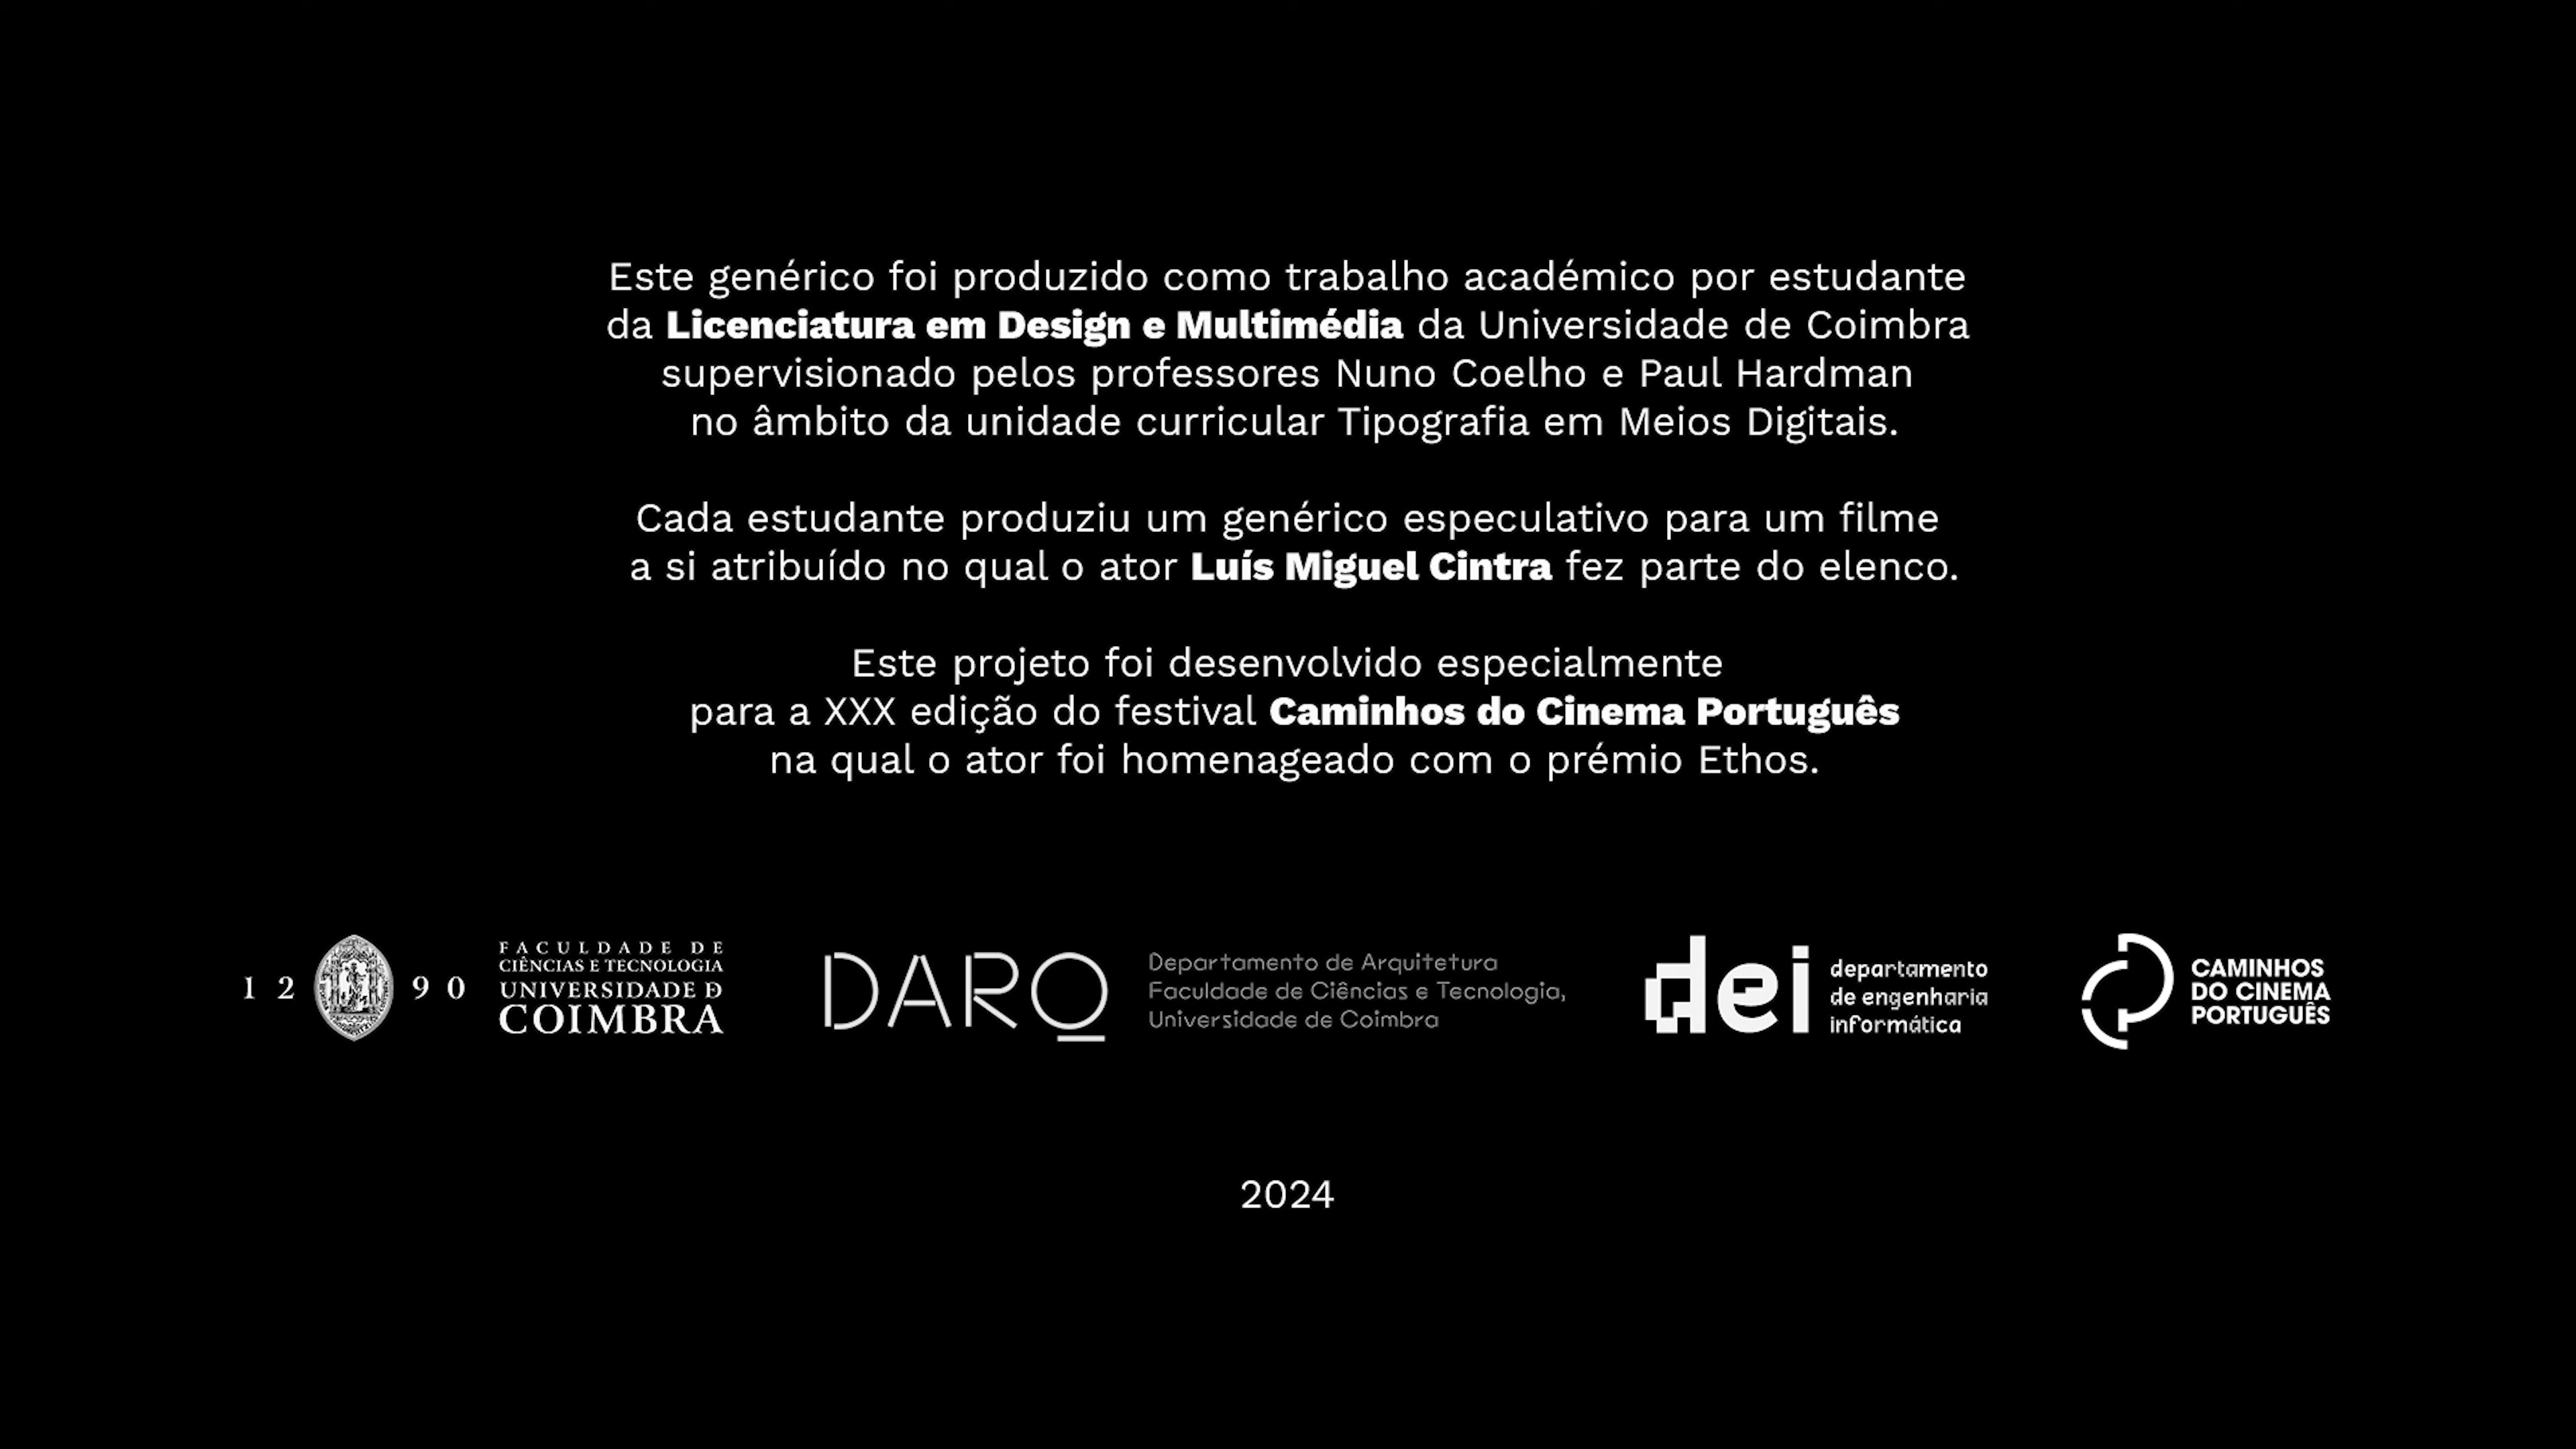 Este genérico foi produzido como trabalho académico por estudante
da Licenciatura em Design e Multimédia da Universidade de Coimbra
supervisionado pelos professores Nuno Coelho e Paul Hardman
no âmbito da unidade curricular Tipografia em Meios Digitais.
Cada estudante produziu um genérico especulativo para um filme
a si atribuído no qual o ator Luís Miguel Cintra fez parte do elenco.
Este projeto foi desenvolvido especialmente
para a XXX edição do festival Caminhos do Cinema Português
na qual o ator foi homenageado com o prémio Ethos.
12 90
FACULDADE DE
CIÊNCIAS E TECNOLOGIA
UNIVERSIDADE Ð
COIMBRA
DARQ
Departamento de Arquitetura
Faculdade de Ciências e Tecnologia,
Universidade de Coimbra
dei
departamento
de engenharia
informática
CAMINHOS
DO CINEMA
PORTUGUÊS
2024